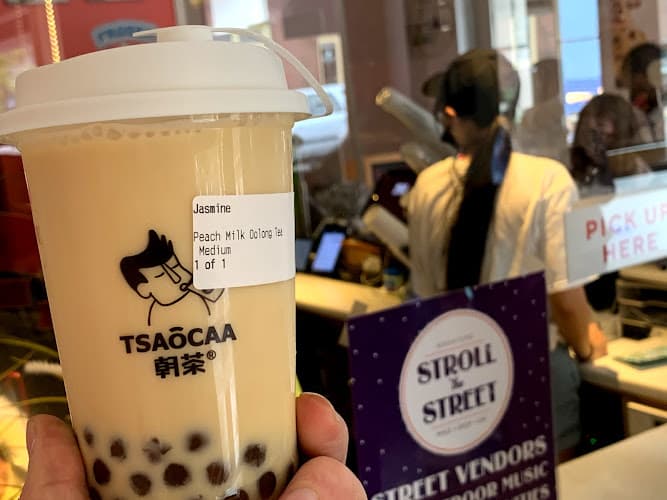 Jasmine
Peach Milk Oolong Tea
Medium
1 of 1
TSAōCAA
朝茶®
PICK UP
HERE
STROLL
the
STREET
STREET VENDORS